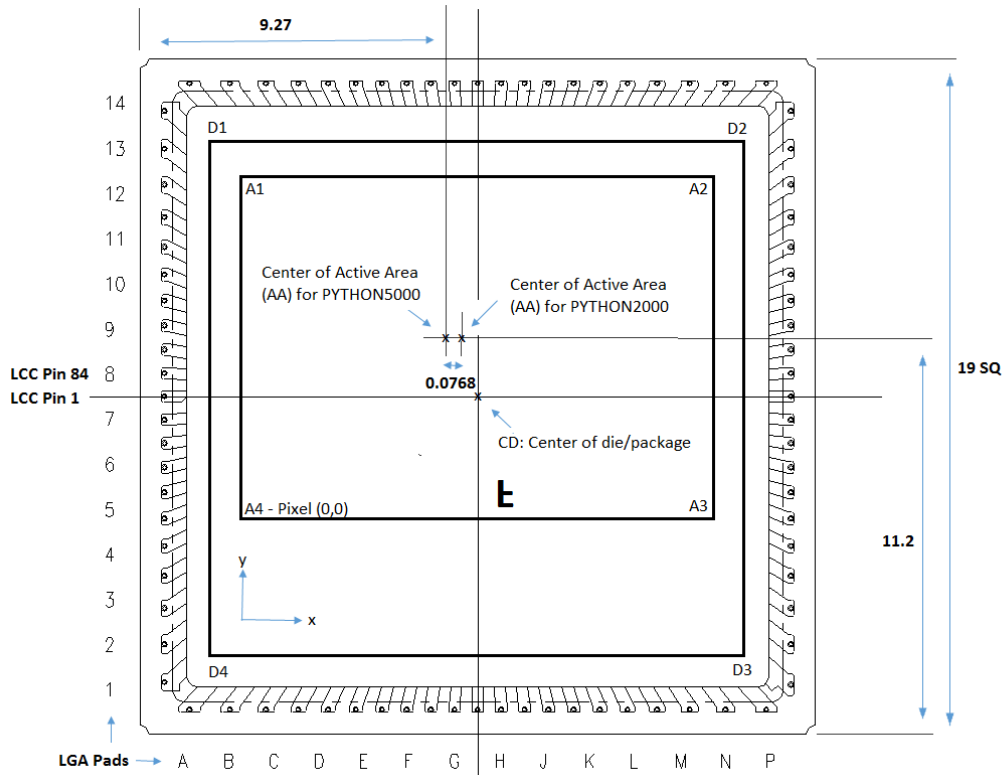 9.27
14
D1
D2
13
A1
A2
12
11
Center of Active Area
(AA) for PYTHON5000
Center of Active Area
(AA) for PYTHON2000
10
9
x
x
LCC Pin 84
8
19 SQ
0.0768
LCC Pin 1
x
7
CD: Center of die/package
6
A4 - Pixel (0,0)
A3
5
11.2
4
y
3
x
2
D4
D3
1
LGA Pads
A B C D E F G H J K L M N P